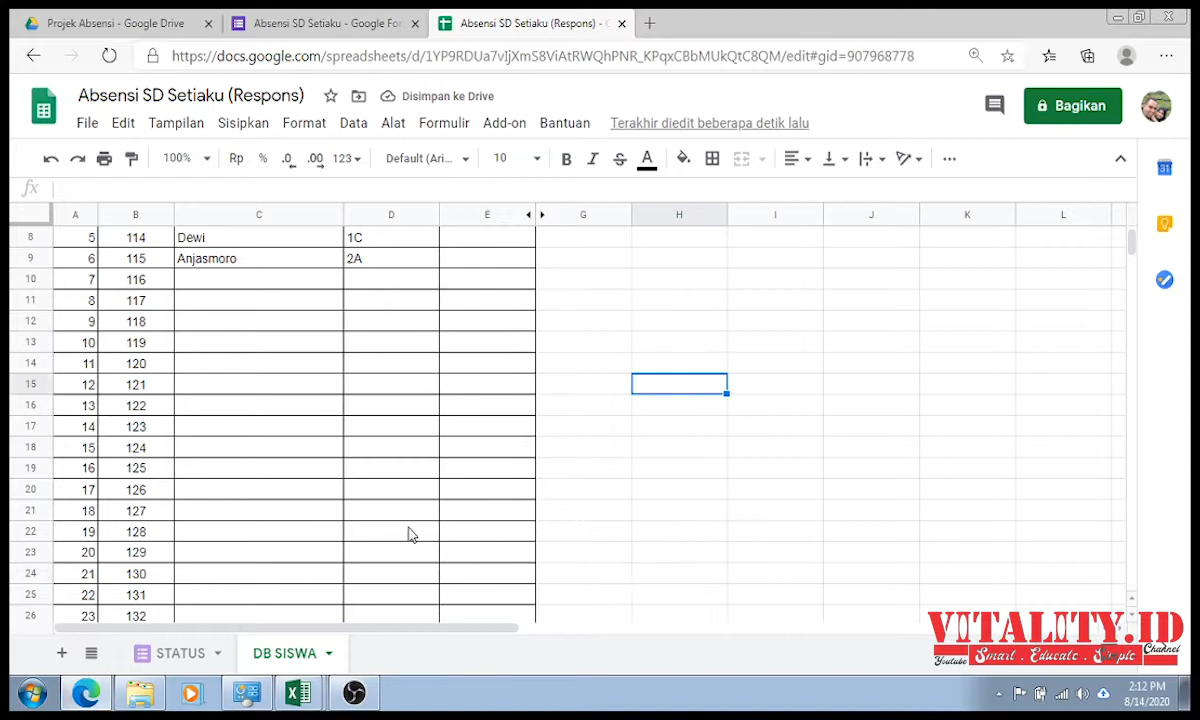 Projek Absensi - Google Drive
Absensi SD Setiaku - Google For
Absensi SD Setiaku (Respons) - G
https://docs.google.com/spreadsheets/d/1YP9RDUa7vIjXmS8ViAtRWQhPNR_KPqxCBbMUkQtC8QM/edit#gid=907968778
Absensi SD Setiaku (Respons)
Disimpan ke Drive
Bagikan
File Edit Tampilan Sisipkan Format Data Alat Formulir Add-on Bantuan Terakhir diedit beberapa detik lalu
100% Rp % .0 .00 123 Default (Ari... 10 B I S A
fx
31
A B C D E G H I J K L
8 5 114 Dewi 1C
9 6 115 Anjasmoro 2A
10 7 116
11 8 117
12 9 118
13 10 119
14 11 120
15 12 121
16 13 122
17 14 123
18 15 124
19 16 125
20 17 126
21 18 127
22 19 128
23 20 129
24 21 130
25 22 131
26 23 132
VITALITY.ID
Youtube Smart . Educate . Simple Channel
STATUS
DB SISWA
2:12 PM
8/14/2020